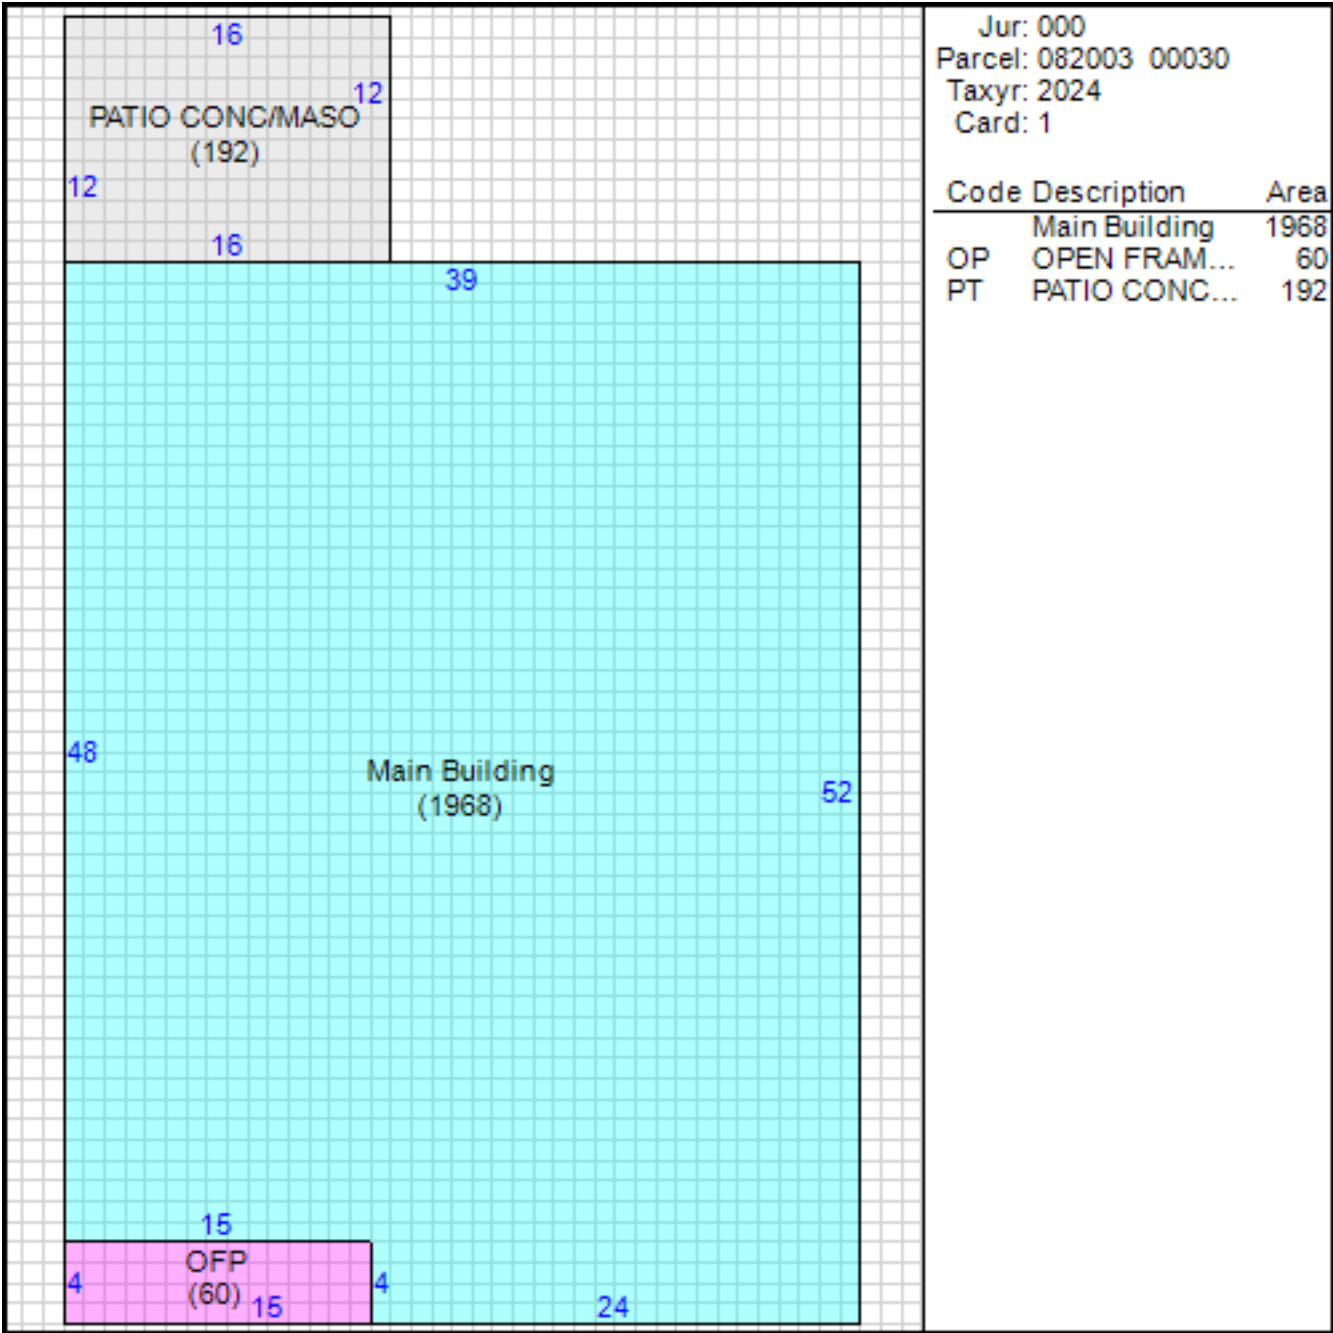 16
12
PATIO CONC/MASO
(192)
12
16
39
48
Main Building
(1968)
52
15
OFP
(60)
4
15
4
24
Jur: 000
Parcel: 082003 00030
Taxyr: 2024
Card: 1
Code Description Area
Main Building 1968
OP OPEN FRAM... 60
PT PATIO CONC... 192